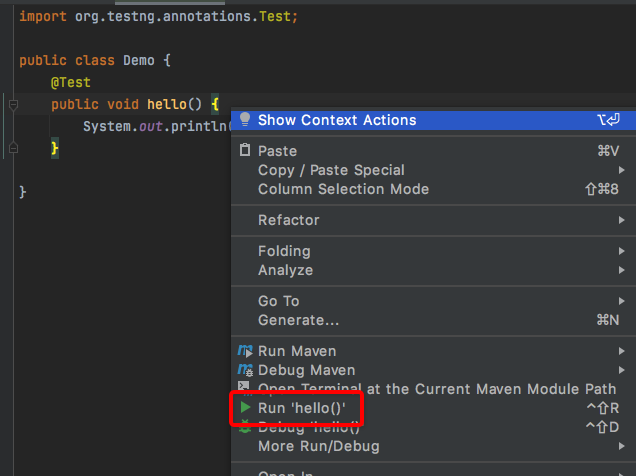 import org.testng.annotations.Test;
public class Demo {
@Test
public void hello() {
System.out.println(
}
}
Show Context Actions ⌥⏎
Paste ⌘V
Copy / Paste Special
Column Selection Mode ⇧⌘8
Refactor
Folding
Analyze
Go To
Generate... ⌘N
Run Maven
Debug Maven
Open Terminal at the Current Maven Module Path
Run 'hello()' ^⇧R
Debug 'hello()' ^⇧D
More Run/Debug
Open In